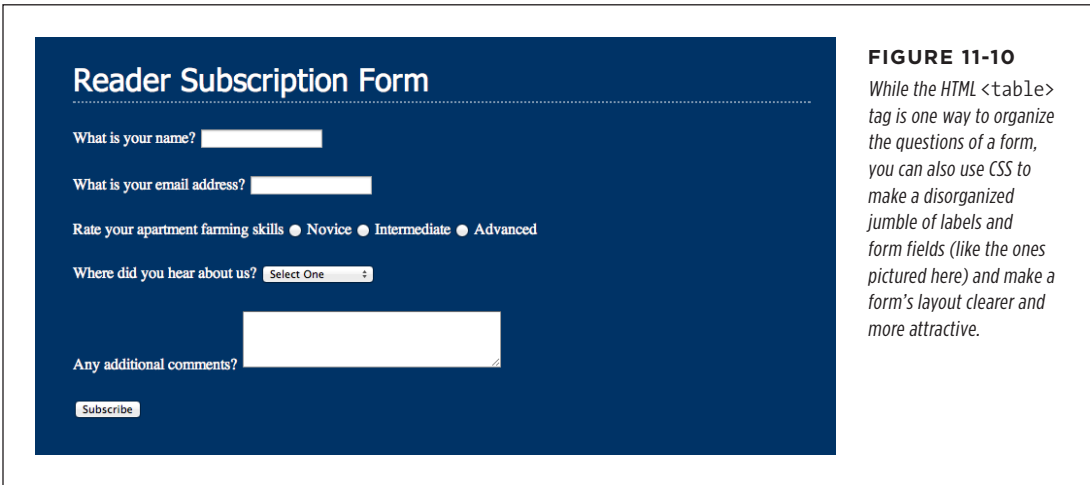 Reader Subscription Form
What is your name?
What is your email address?
Rate your apartment farming skills Novice Intermediate Advanced
Where did you hear about us? Select One
Any additional comments?
Subscribe
FIGURE 11-10
While the HTML <table>
tag is one way to organize
the questions of a form,
you can also use CSS to
make a disorganized
jumble of labels and
form fields (like the ones
pictured here) and make a
form's layout clearer and
more attractive.